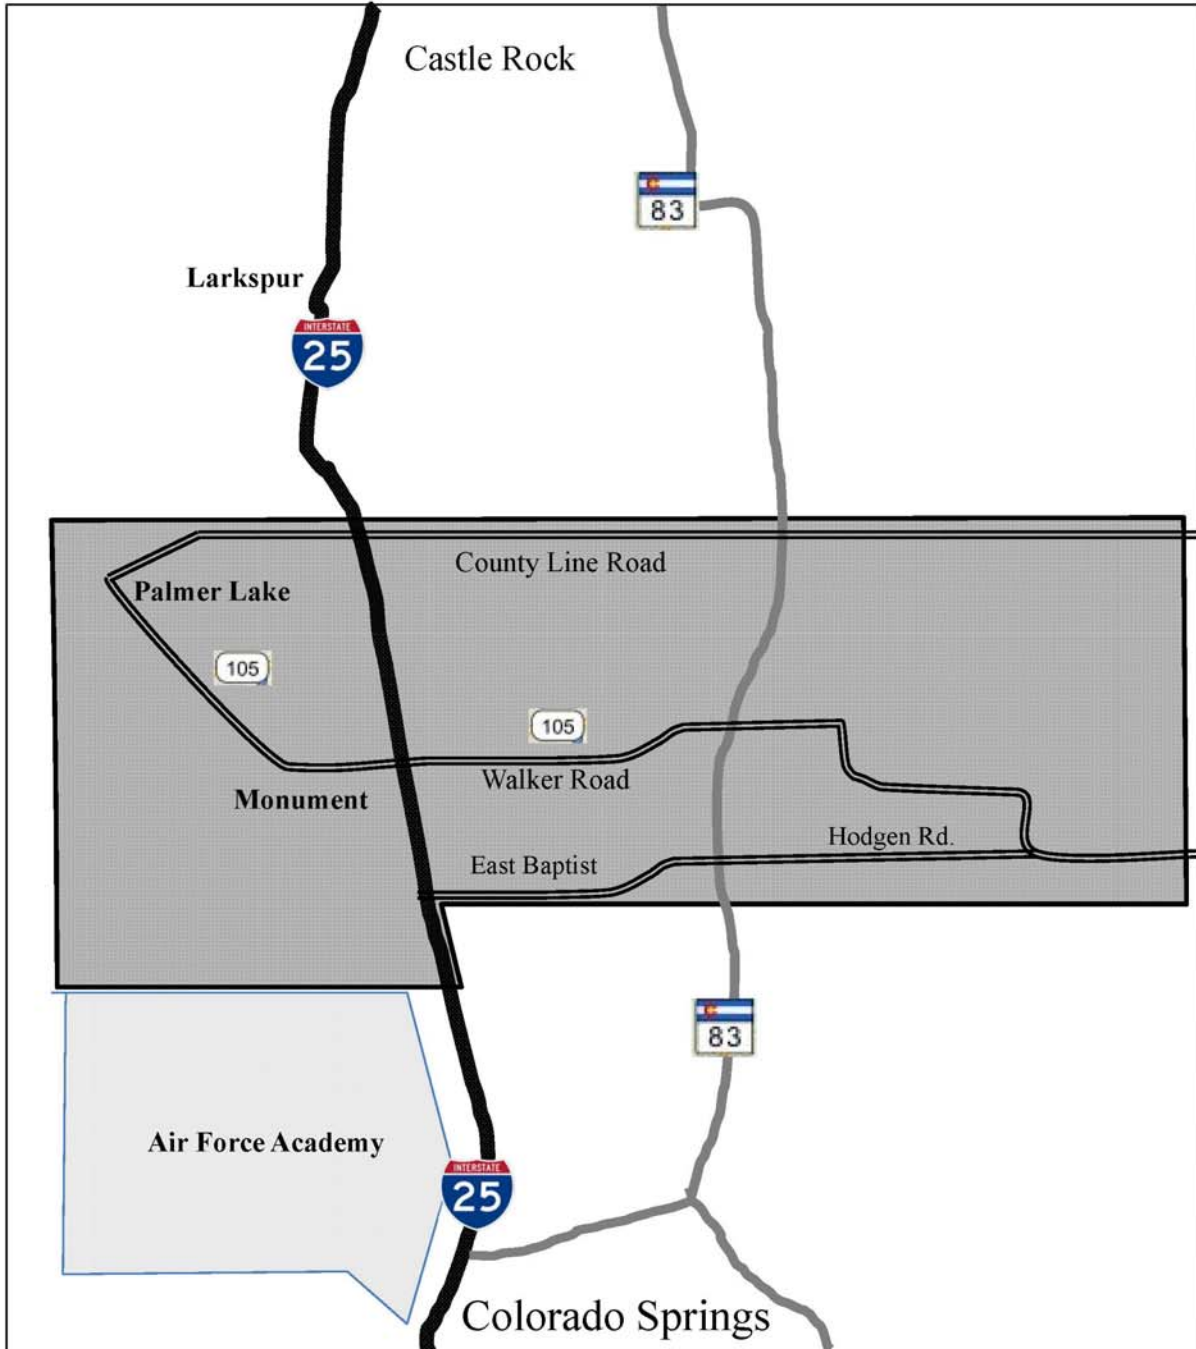 Castle Rock
83
Larkspur
INTERSTATE
25
County Line Road
Palmer Lake
105
105
Walker Road
Monument
Hodgen Rd.
East Baptist
83
Air Force Academy
INTERSTATE
25
Colorado Springs